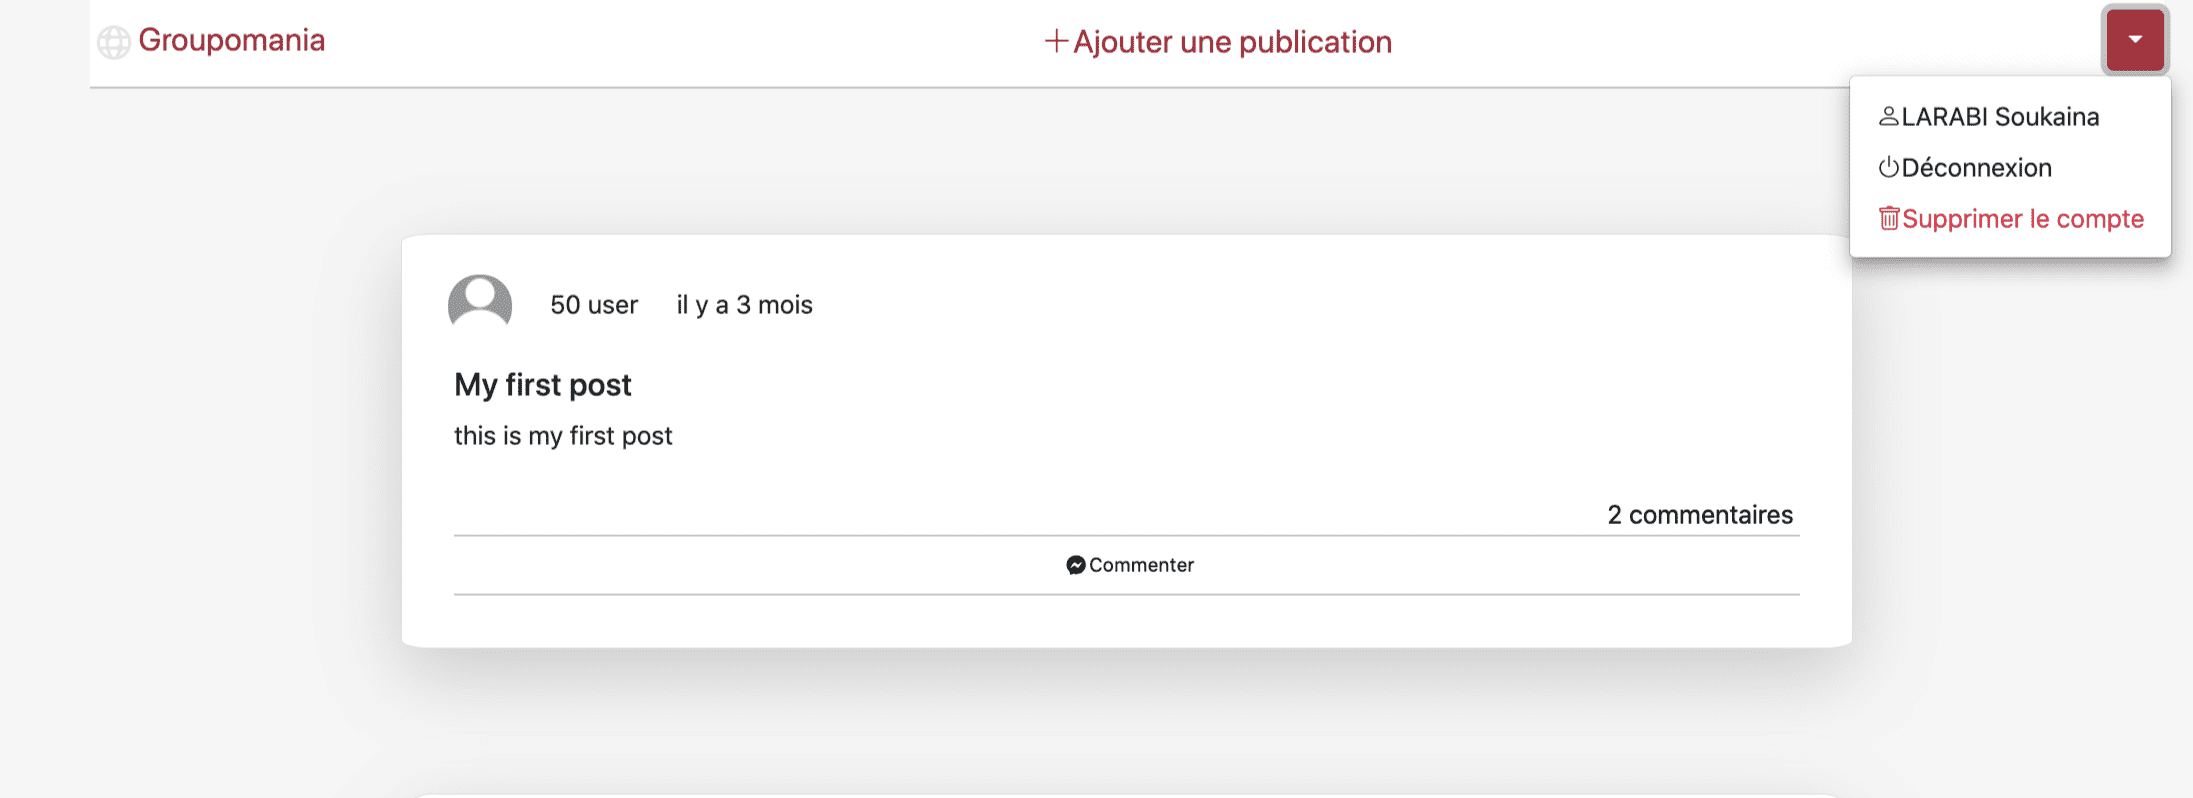 Groupomania
Ajouter une publication
LARABI Soukaina
Déconnexion
Supprimer le compte
50 user il y a 3 mois
My first post
this is my first post
2 commentaires
Commenter